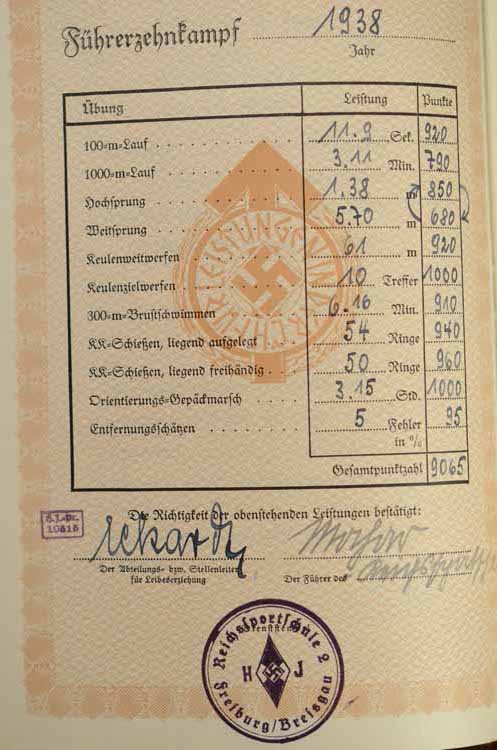 Führerzehnkampf 1938
Jahr
Übung Leistung Punkte
100-m-Lauf 11.9 Sek. 920
1000-m-Lauf 3.11 Min. 790
Hochsprung 1.38 m 850
Weitsprung 5.70 m 680
Keulenweitwerfen 61 m 920
Keulenzielwerfen 10 Treffer 1000
300-m-Brustschwimmen 6.16 Min. 910
KK-Schießen, liegend aufgelegt 54 Ringe 940
KK-Schießen, liegend freihändig 50 Ringe 960
Orientierungs-Gepäckmarsch 3.15 Std. 1000
Entfernungsschätzen 5 Fehler 95
in %
Gesamtpunktzahl 9065
Die Richtigkeit der obenstehenden Leistungen bestätigt:
Eckardt
Der Abteilungs- bzw. Stellenleiter
für Leibeserziehung
Der Führer des
Dienststempel
Reichssportschule 2
H J
Freiburg/Breisgau